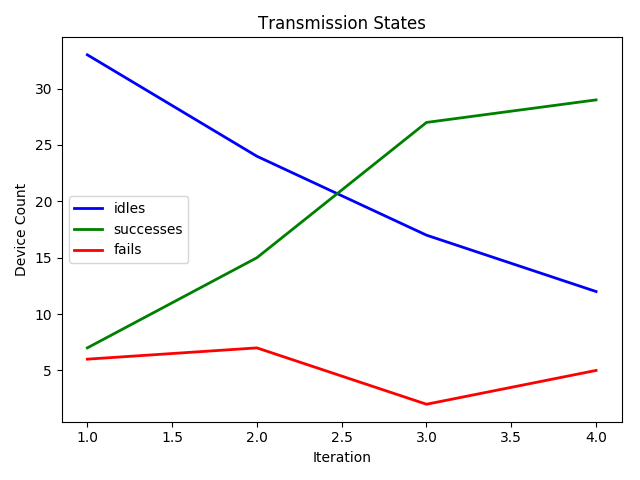 Transmission States
Device Count
30
25
20
15
10
5
idles
successes
fails
1.0 1.5 2.0 2.5 3.0 3.5 4.0
Iteration